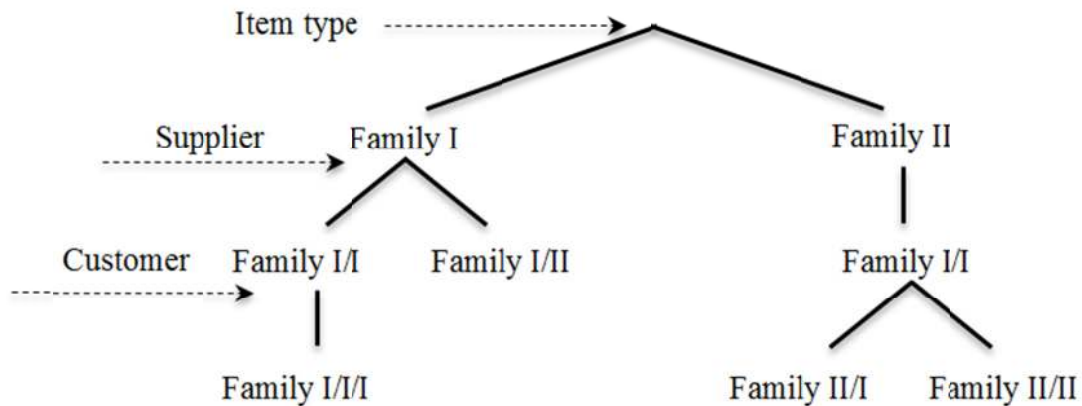 Item type
Supplier
Family I
Family II
Customer
Family I/I
Family I/II
Family I/I
Family I/I/I
Family II/I
Family II/II